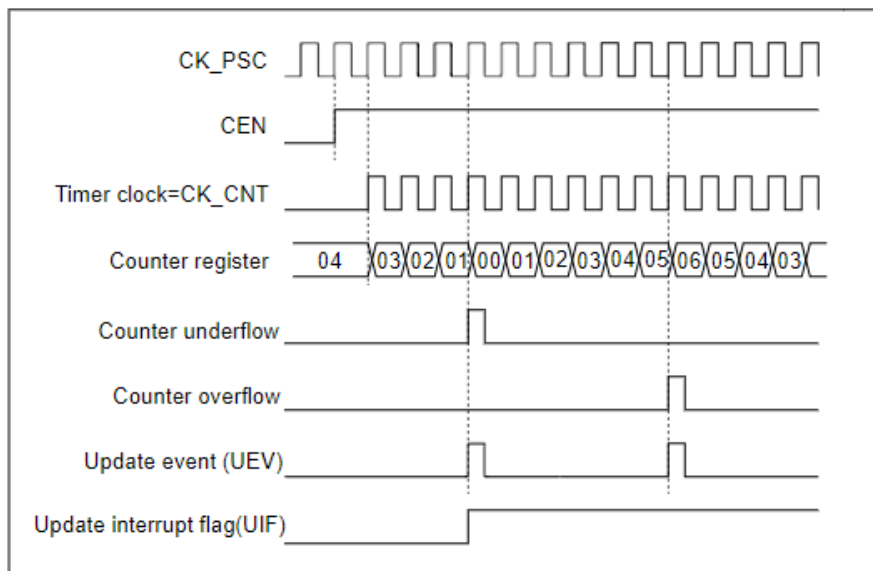 CK_PSC
CEN
Timer clock=CK_CNT
Counter register 04 03 02 01 00 01 02 03 04 05 06 05 04 03
Counter underflow
Counter overflow
Update event (UEV)
Update interrupt flag(UIF)